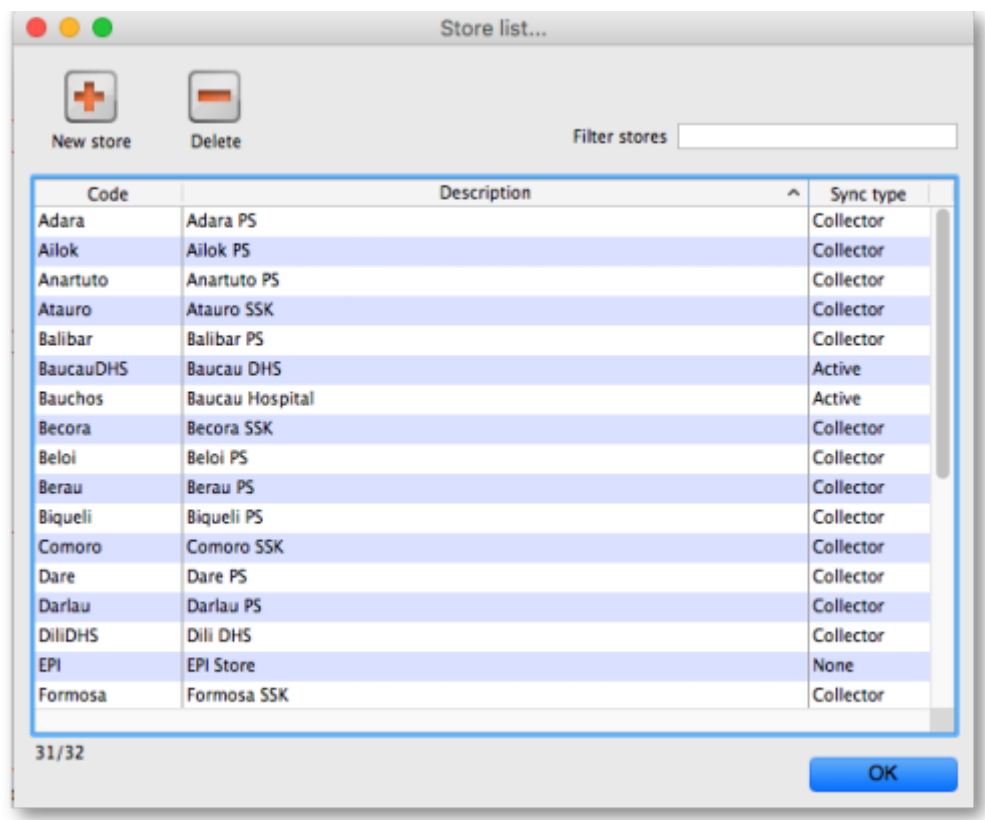 Store list...
New store Delete Filter stores
Code Description Sync type
Adara Adara PS Collector
Ailok Ailok PS Collector
Anartuto Anartuto PS Collector
Atauro Atauro SSK Collector
Balibar Balibar PS Collector
BaucauDHS Baucau DHS Active
Bauchos Baucau Hospital Active
Becora Becora SSK Collector
Beloi Beloi PS Collector
Berau Berau PS Collector
Biqueli Biqueli PS Collector
Comoro Comoro SSK Collector
Dare Dare PS Collector
Darlau Darlau PS Collector
DiliDHS Dili DHS Collector
EPI EPI Store None
Formosa Formosa SSK Collector
31/32
OK